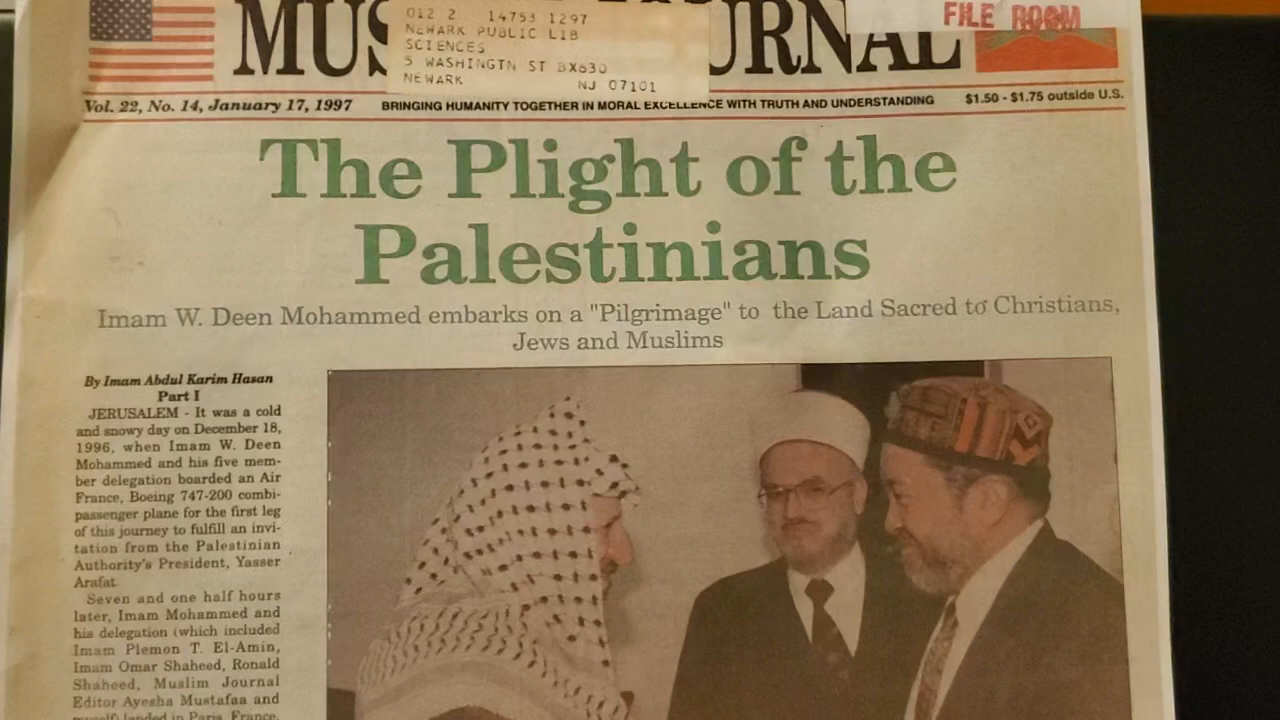 MUS URNAL
012 2 14753 1297
NEWARK PUBLIC LIB
SCIENCES
5 WASHINGTN ST BX630
NEWARK NJ 07101
FILE ROOM
Vol. 22, No. 14, January 17, 1997 BRINGING HUMANITY TOGETHER IN MORAL EXCELLENCE WITH TRUTH AND UNDERSTANDING $1.50 - $1.75 outside U.S.
The Plight of the
Palestinians
Imam W. Deen Mohammed embarks on a "Pilgrimage" to the Land Sacred to Christians,
Jews and Muslims
By Imam Abdul Karim Hasan
Part I
JERUSALEM - It was a cold
and snowy day on December 18,
1996, when Imam W. Deen
Mohammed and his five mem-
ber delegation boarded an Air
France, Boeing 747-200 combi-
passenger plane for the first leg
of this journey to fulfill an invi-
tation from the Palestinian
Authority's President, Yasser
Arafat.
Seven and one half hours
later, Imam Mohammed and
his delegation (which included
Imam Plemon T. El-Amin,
Imam Omar Shaheed, Ronald
Shaheed, Muslim Journal
Editor Ayesha Mustafaa and
myself) landed in Paris, France,